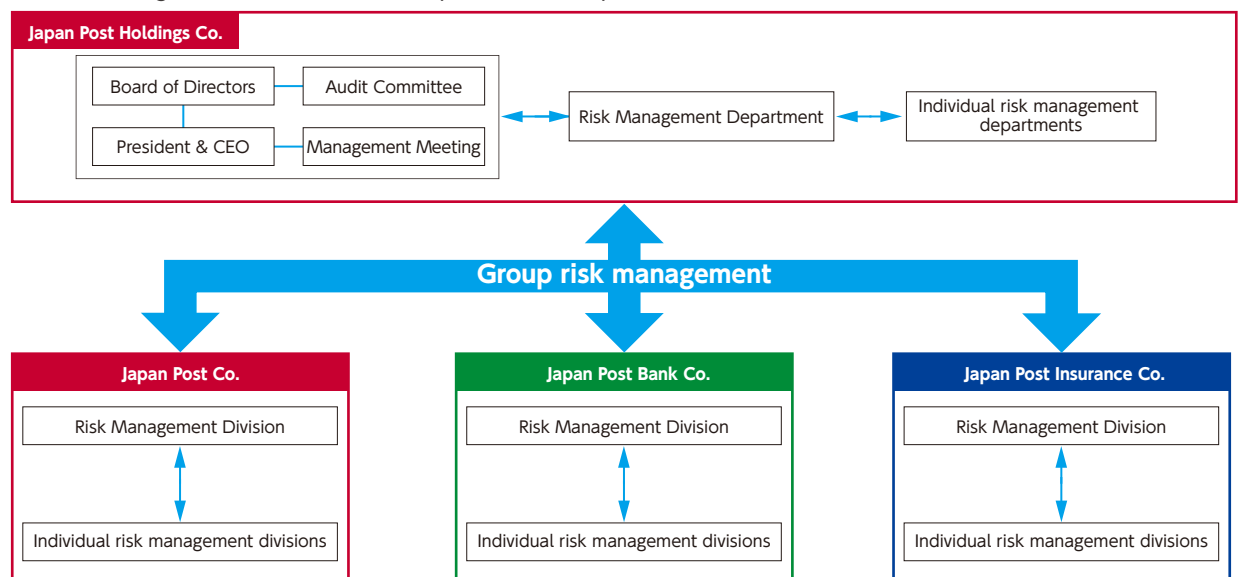 Japan Post Holdings Co.
Board of Directors
Audit Committee
President & CEO
Management Meeting
Risk Management Department
Individual risk management
departments
Group risk management
Japan Post Co.
Risk Management Division
Individual risk management divisions
Japan Post Bank Co.
Risk Management Division
Individual risk management divisions
Japan Post Insurance Co.
Risk Management Division
Individual risk management divisions